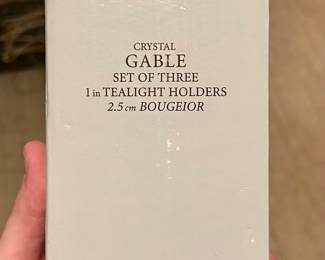 CRYSTAL
GABLE
SET OF THREE
1 in TEALIGHT HOLDERS
2.5 cm BOUGEIOR